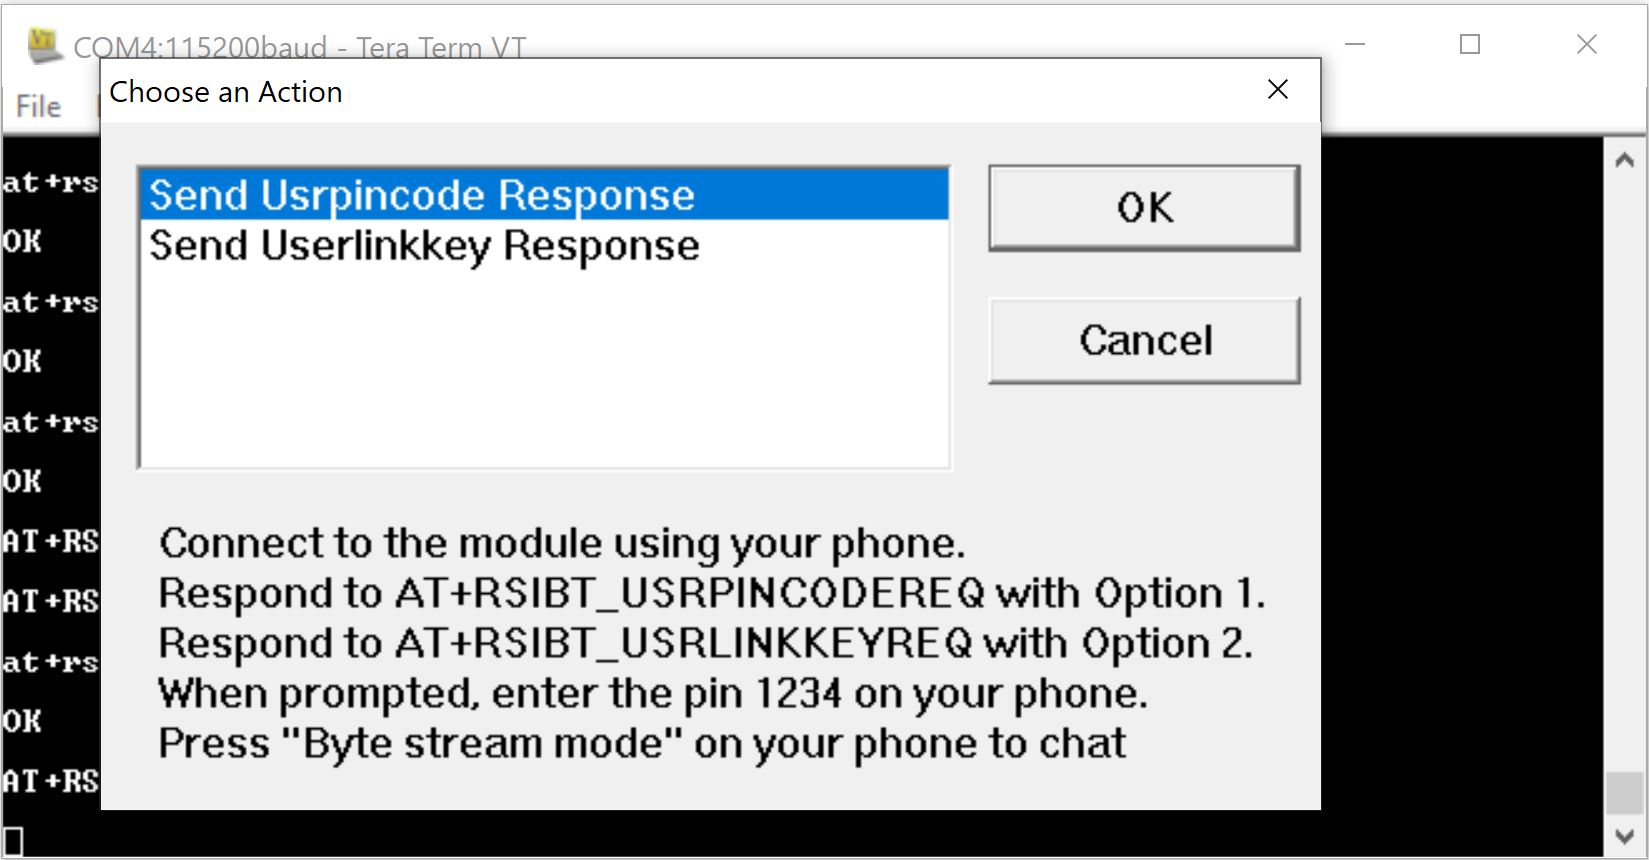 COM4:115200baud - Tera Term VT
File
Choose an Action
Send Usrpincode Response
Send Userlinkkey Response
OK
Cancel
Connect to the module using your phone.
Respond to AT+RSIBT_USRPINCODEREQ with Option 1.
Respond to AT+RSIBT_USRLINKKEYREQ with Option 2.
When prompted, enter the pin 1234 on your phone.
Press "Byte stream mode" on your phone to chat
at+rs
OK
at+rs
OK
at+rs
OK
AT+RS
AT+RS
at+rs
OK
AT+RS